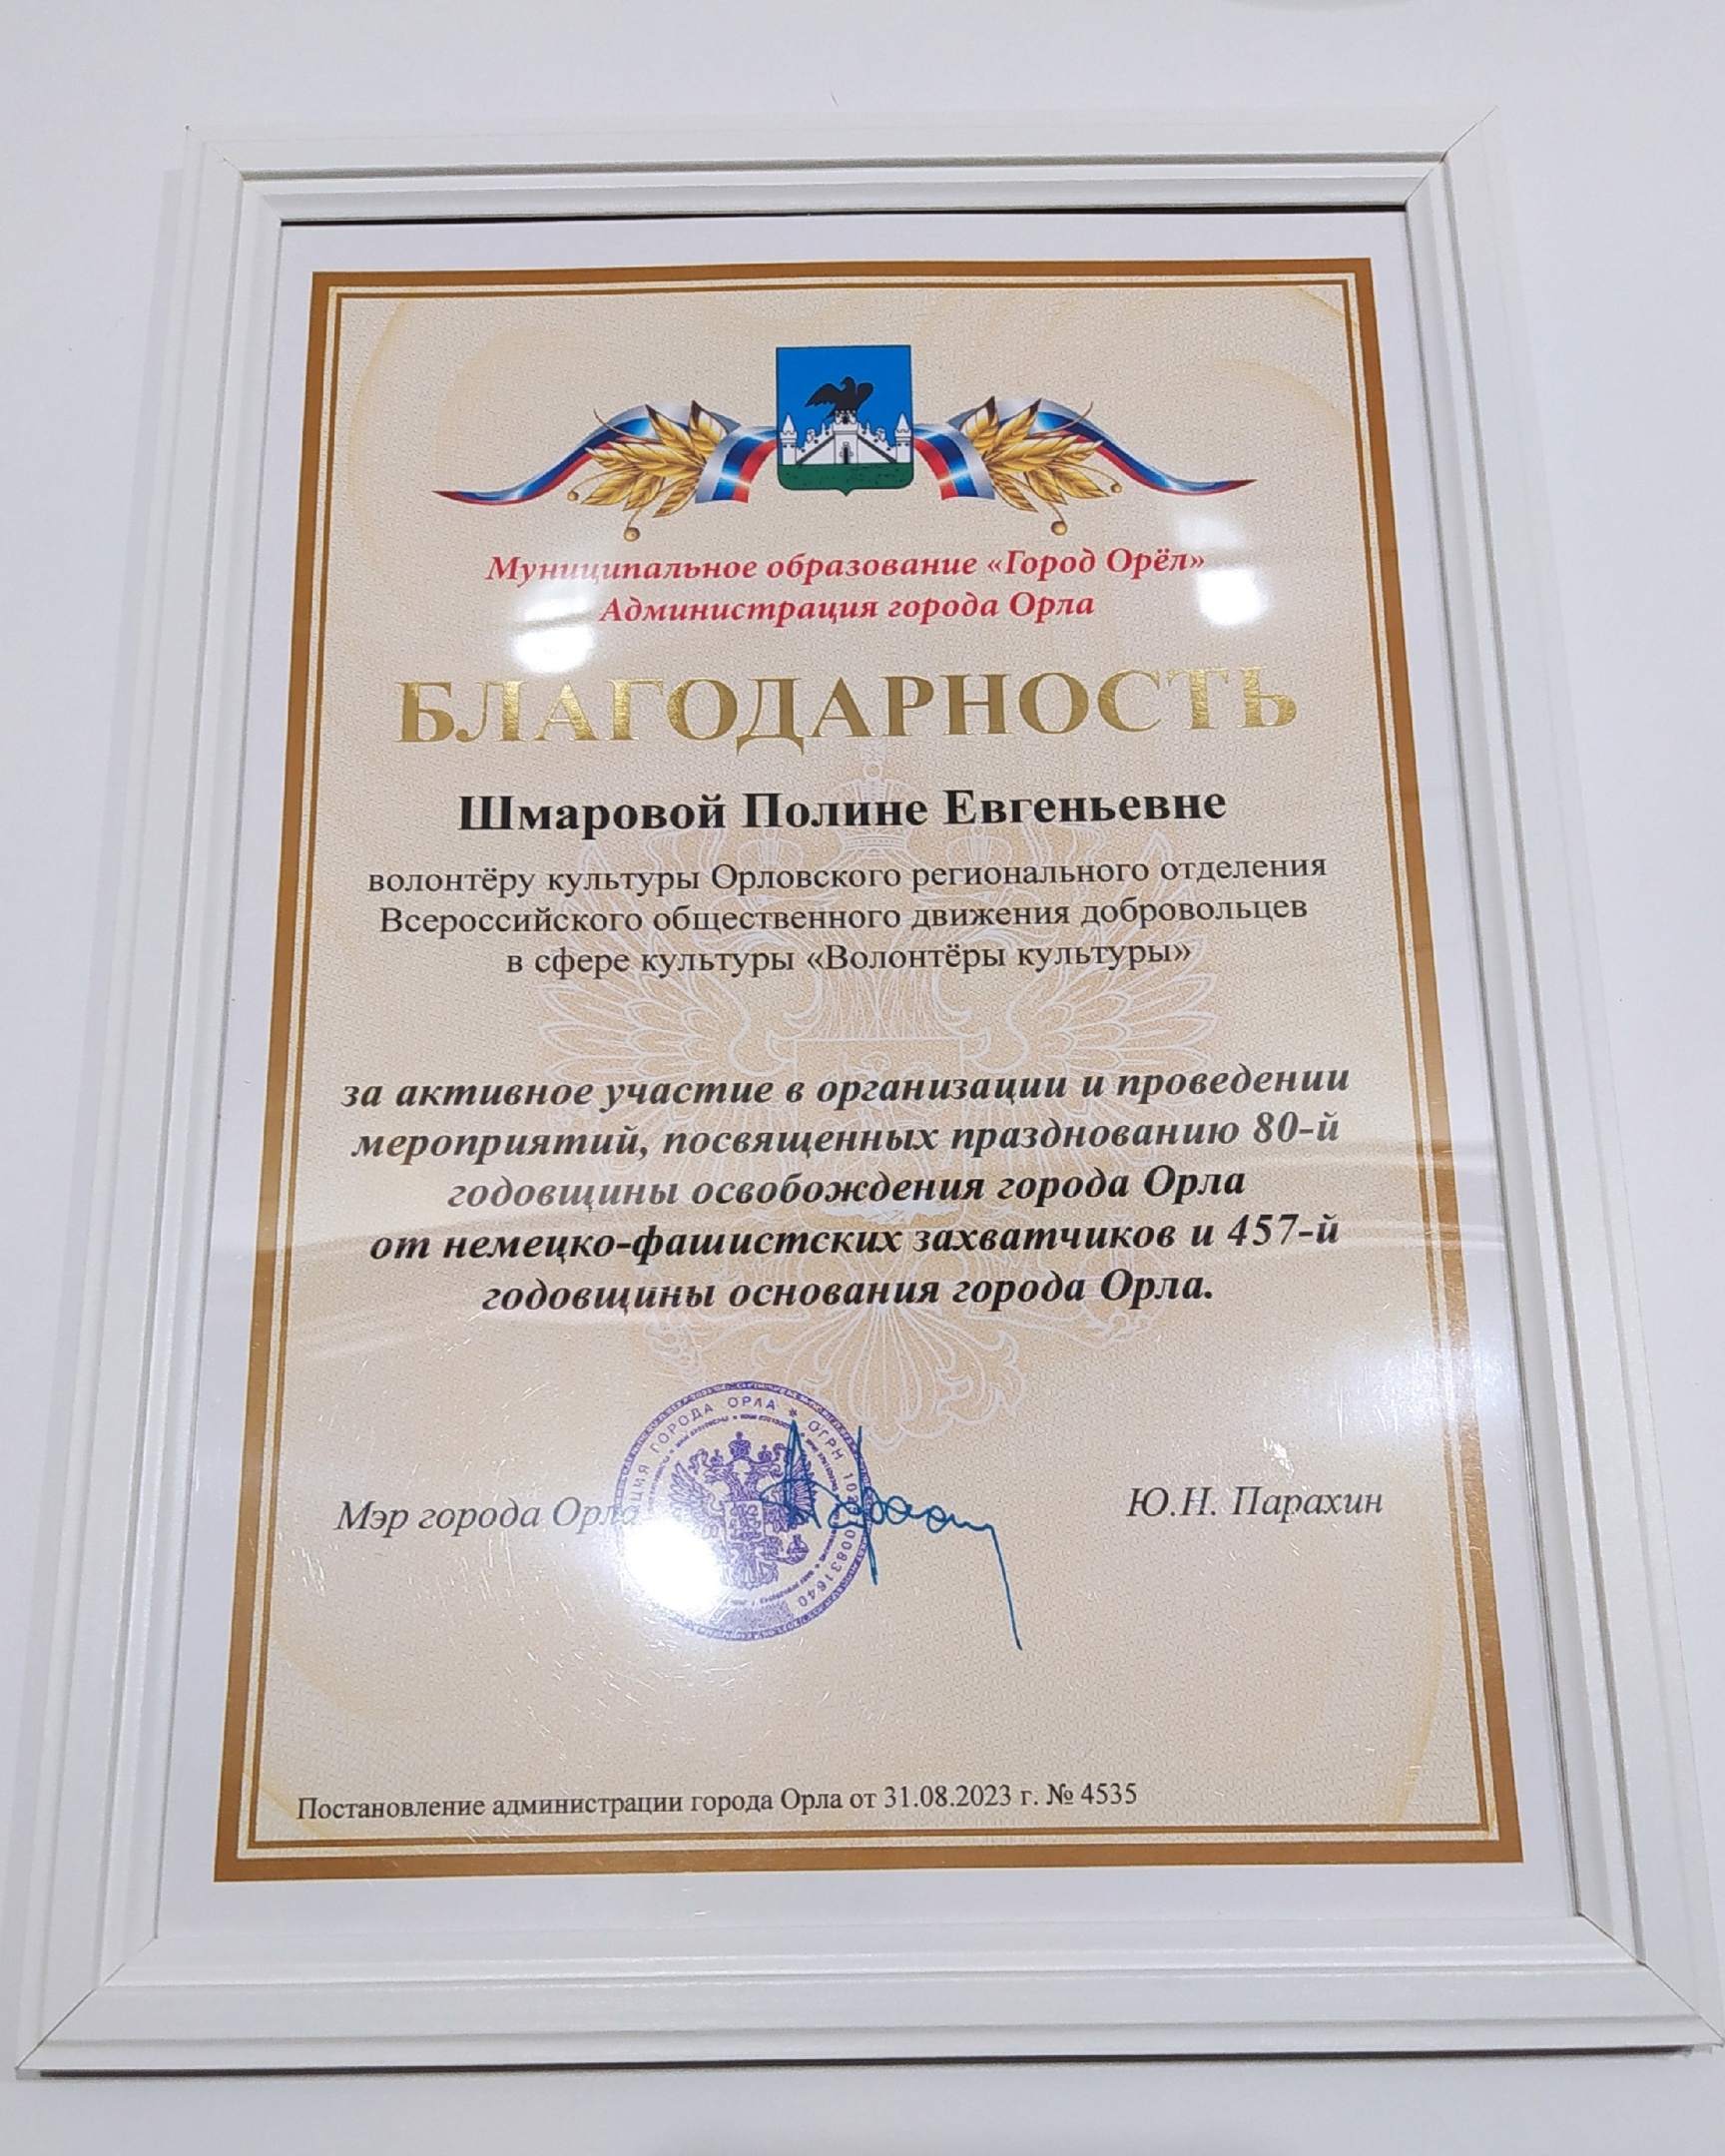 Муниципальное образование «Город Орёл»
Администрация города Орла
БЛАГОДАРНОСТЬ
Шмаровой Полине Евгеньевне
волонтёру культуры Орловского регионального отделения
Всероссийского общественного движения добровольцев
в сфере культуры «Волонтёры культуры»
за активное участие в организации и проведении
мероприятий, посвященных празднованию 80-й
годовщины освобождения города Орла
от немецко-фашистских захватчиков и 457-й
годовщины основания города Орла.
ГОРОДА ОРЛА * ОГРН
Мэр города Орла
Ю.Н. Парахин
Постановление администрации города Орла от 31.08.2023 г. № 4535